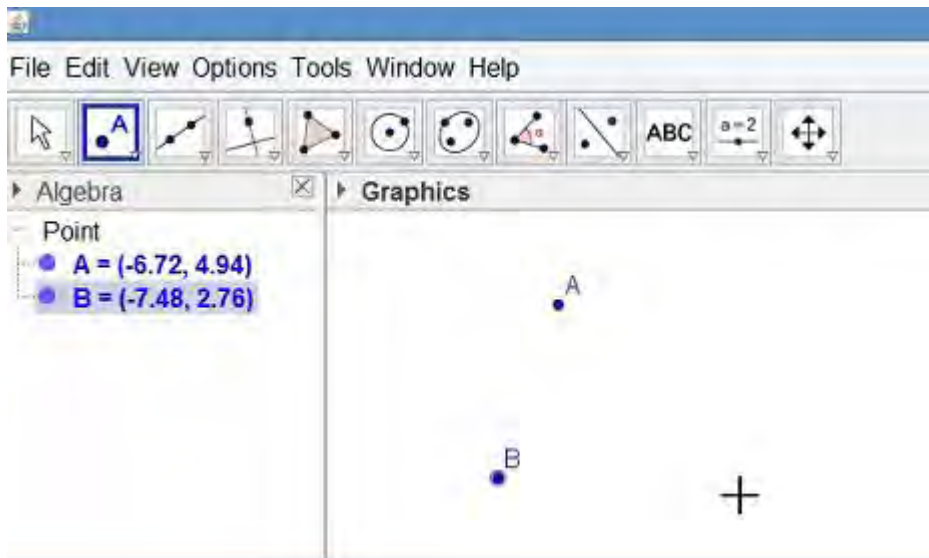 File Edit View Options Tools Window Help
A α ABC a=2
Algebra Graphics
Point
A = (-6.72, 4.94)
B = (-7.48, 2.76)
A
B